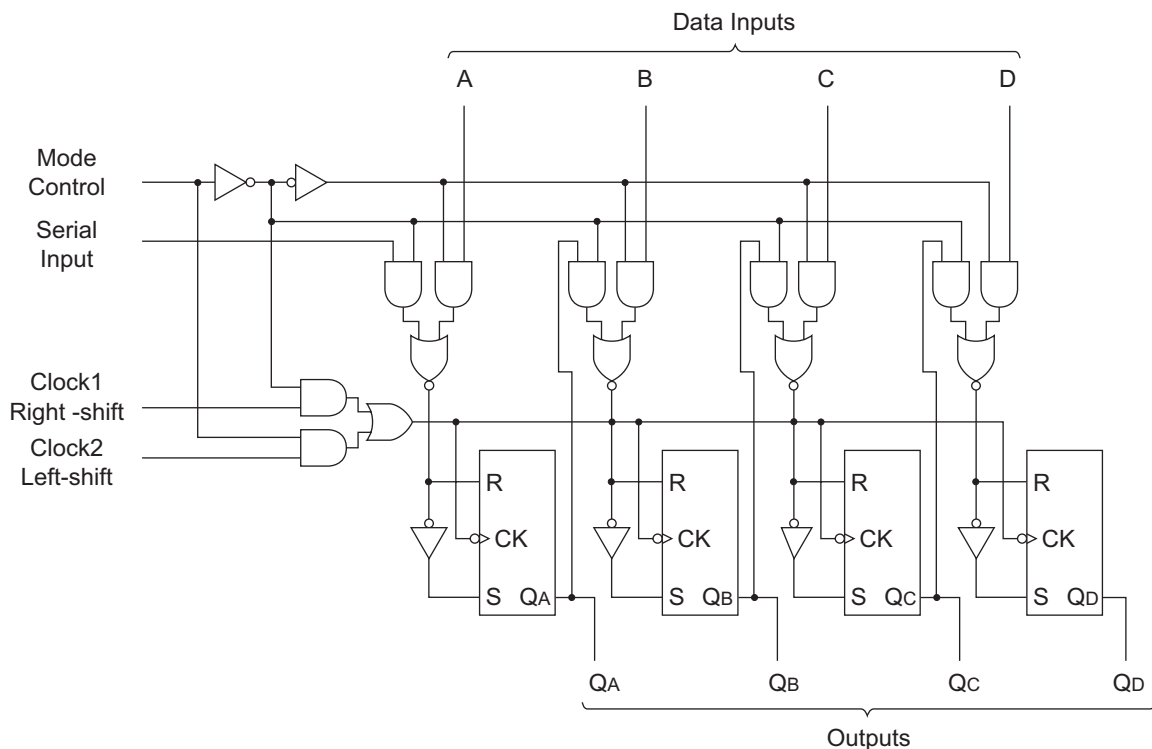 Data Inputs
A B C D
Mode
Control
Serial
Input
Clock1
Right -shift
Clock2
Left-shift
R R R R
CK CK CK CK
S QA S QB S QC S QD
QA QB QC QD
Outputs